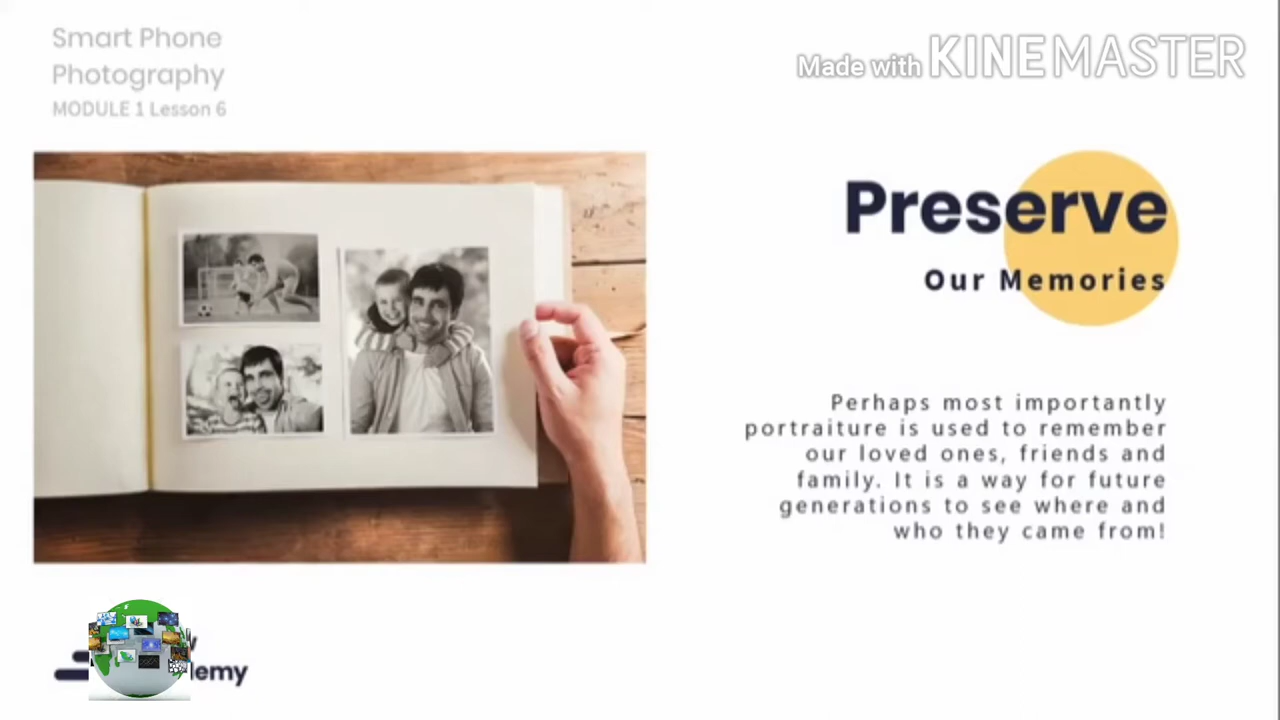 Smart Phone
Photography
MODULE 1 Lesson 6
Made with KINEMASTER
Preserve
Our Memories
Perhaps most importantly
portraiture is used to remember
our loved ones, friends and
family. It is a way for future
generations to see where and
who they came from!